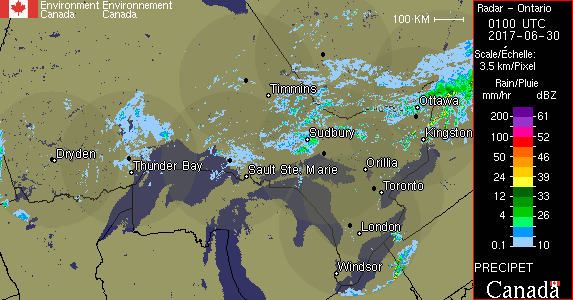 Environment Environnement
Canada Canada
100 KM
Timmins
Ottawa
Sudbury
Kingston
Dryden
Thunder Bay
Sault Ste. Marie
Orillia
Toronto
London
Windsor
Radar - Ontario
0100 UTC
2017-06-30
Scale/Échelle:
3.5 km/Pixel
Rain/Pluie
mm/hr dBZ
200 61
100 52
50 46
24 39
12 33
4 26
0.1 10
PRECIPET
Canada